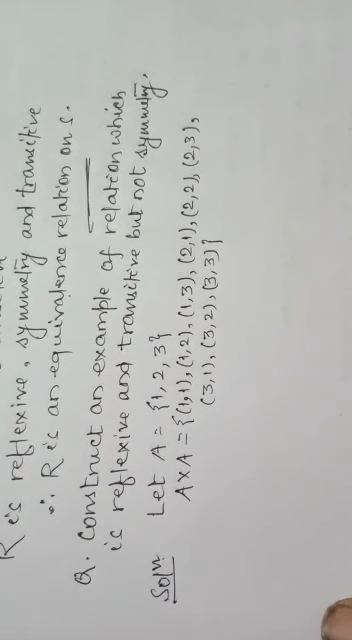 R is reflexive, symmetry and transitive
∴ R is an equivalence relation on S.
Q. Construct an example of relation which
is reflexive and transitive but not symmetry.
Soln. Let A = {1, 2, 3}
A×A = {(1,1), (1,2), (1,3), (2,1), (2,2), (2,3),
(3,1), (3,2), (3,3)}